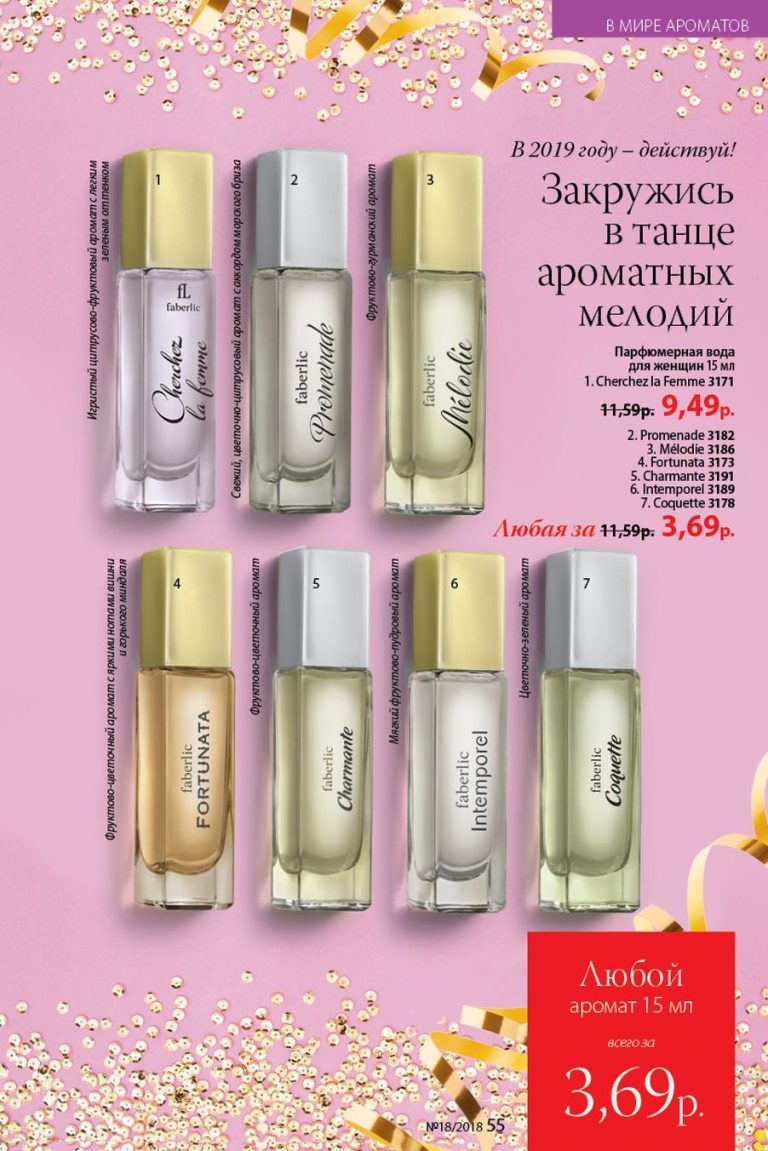 В МИРЕ АРОМАТОВ
В 2019 году – действуй!
Закружись
в танце
ароматных
мелодий
Парфюмерная вода
для женщин 15 мл
1. Cherchez la Femme 3171
11,59р. 9,49р.
2. Promenade 3182
3. Mélodie 3186
4. Fortunata 3173
5. Charmante 3191
6. Intemporel 3189
7. Coquette 3178
Любая за 11,59р. 3,69р.
Игристый цитрусово-фруктовый аромат с легким
зеленым оттенком
1
fL
faberlic
Cherchez
la femme
Свежий, цветочно-цитрусовый аромат с аккордом морского бриза
2
faberlic
Promenade
Фруктово-гурманский аромат
3
faberlic
Mélodie
Фруктово-цветочный аромат с яркими нотами вишни
и горького миндаля
4
faberlic
FORTUNATA
Фруктово-цветочный аромат
5
faberlic
Charmante
Мягкий фруктово-пудровый аромат
6
faberlic
Intemporel
Цветочно-зеленый аромат
7
faberlic
Coquette
Любой
аромат 15 мл
всего за
3,69р.
№18/2018 55